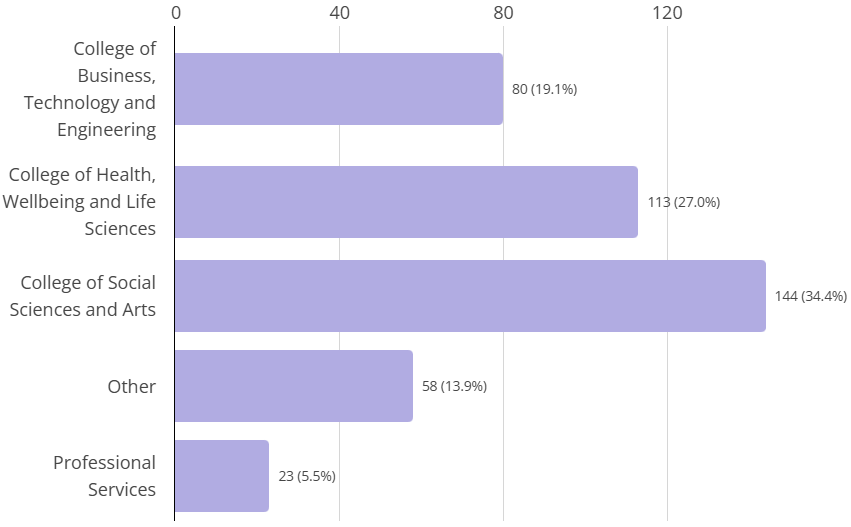 0 40 80 120
College of
Business,
Technology and
Engineering
80 (19.1%)
College of Health,
Wellbeing and Life
Sciences
113 (27.0%)
College of Social
Sciences and Arts
144 (34.4%)
Other
58 (13.9%)
Professional
Services
23 (5.5%)